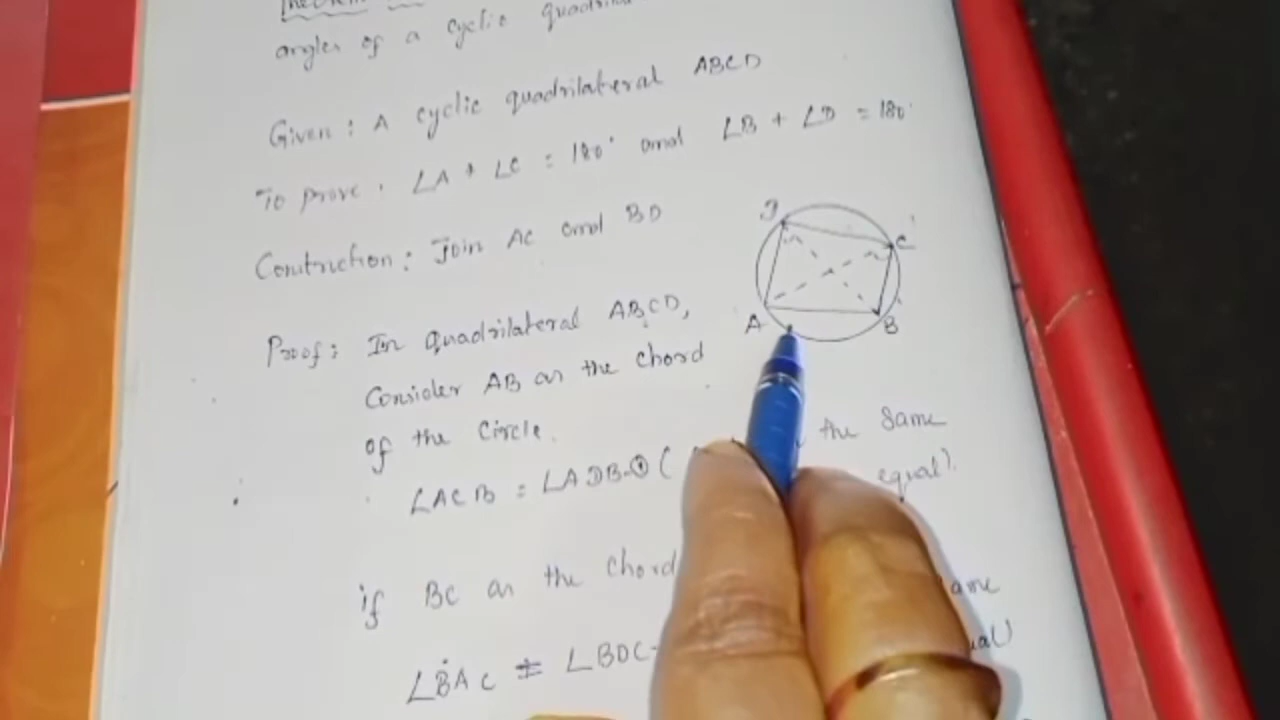 angles of a cyclic
Given : A cyclic quadrilateral ABCD
To prove : ∠A + ∠C = 180° and ∠B + ∠D = 180°
Contruction : Join AC and BD
D
C
A
B
Proof : In quadrilateral ABCD,
Consider AB as the chord
of the Circle.
∠ACB = ∠ADB-① ( the Same
equal).
if BC as the chord
∠BAC = ∠BDC-